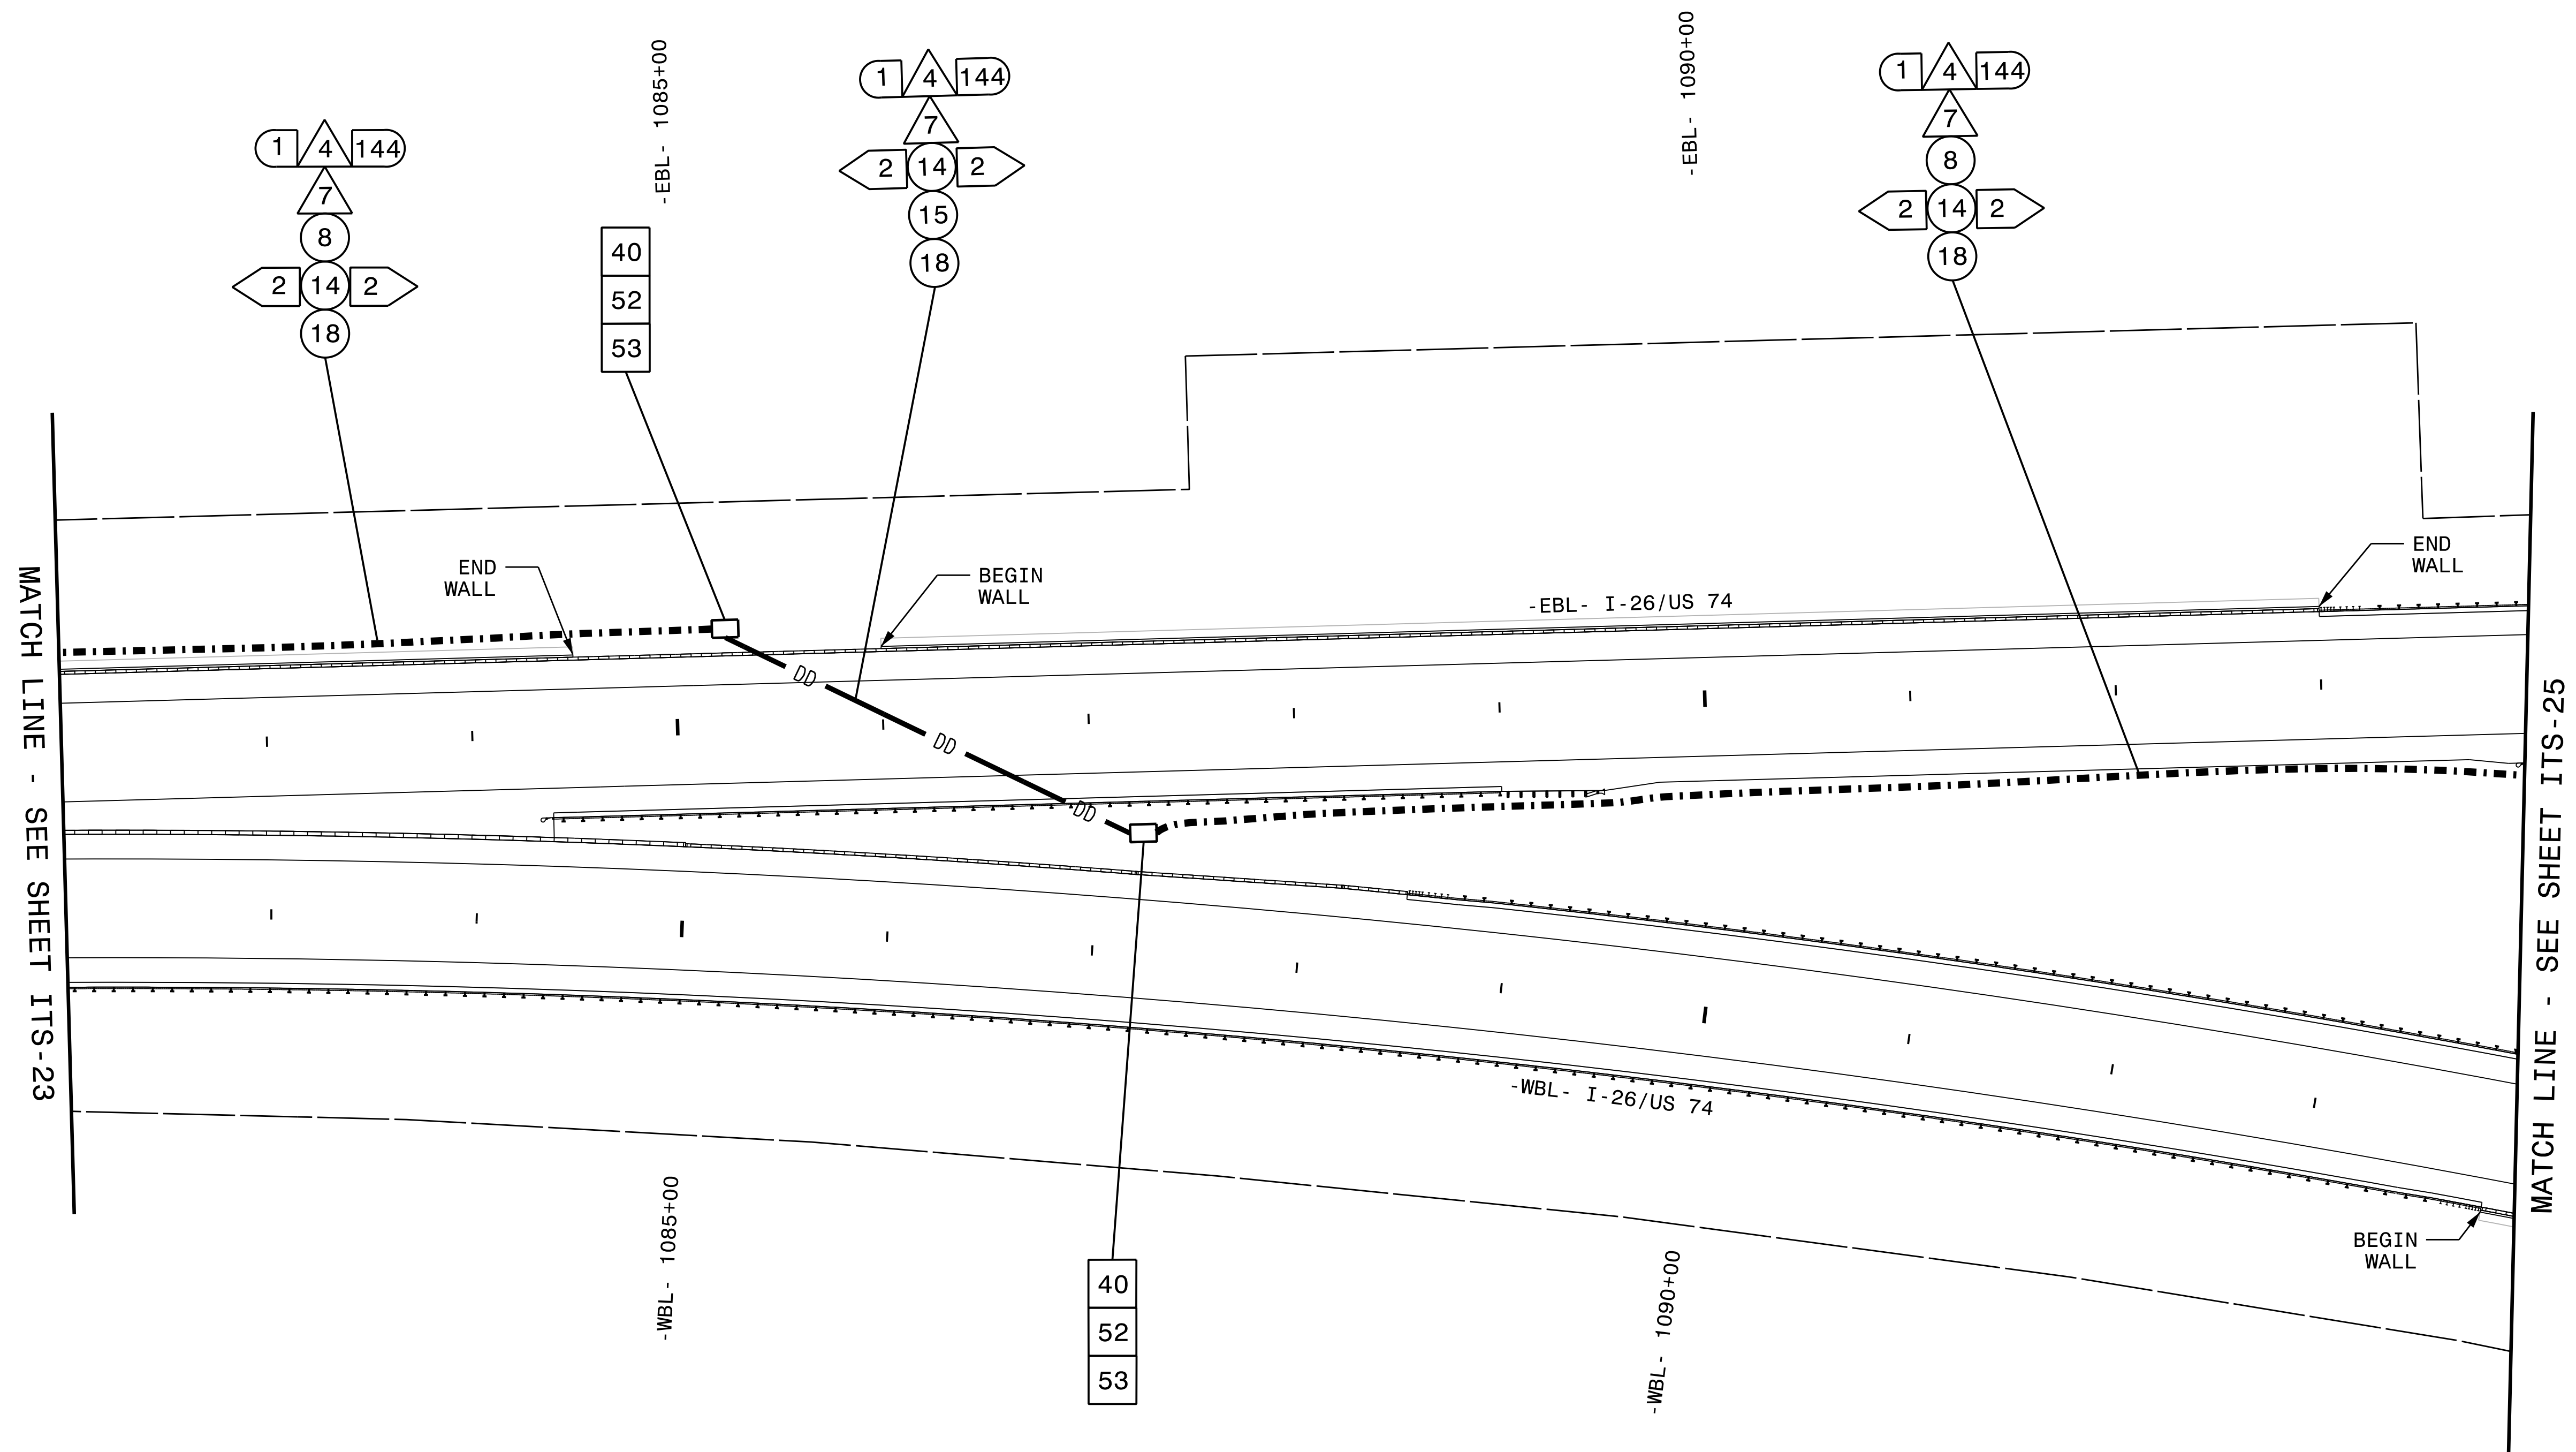 -EBL- 1085+00
-EBL- 1090+00
1 4 144
7
8
2 14 2
18
40
52
53
1 4 144
7
2 14 2
15
18
1 4 144
7
8
2 14 2
18
END
WALL
BEGIN
WALL
-EBL- I-26/US 74
END
WALL
MATCH LINE - SEE SHEET ITS-23
DD
DD
DD
MATCH LINE - SEE SHEET ITS-25
-WBL- I-26/US 74
-WBL- 1085+00
40
52
53
-WBL- 1090+00
BEGIN
WALL